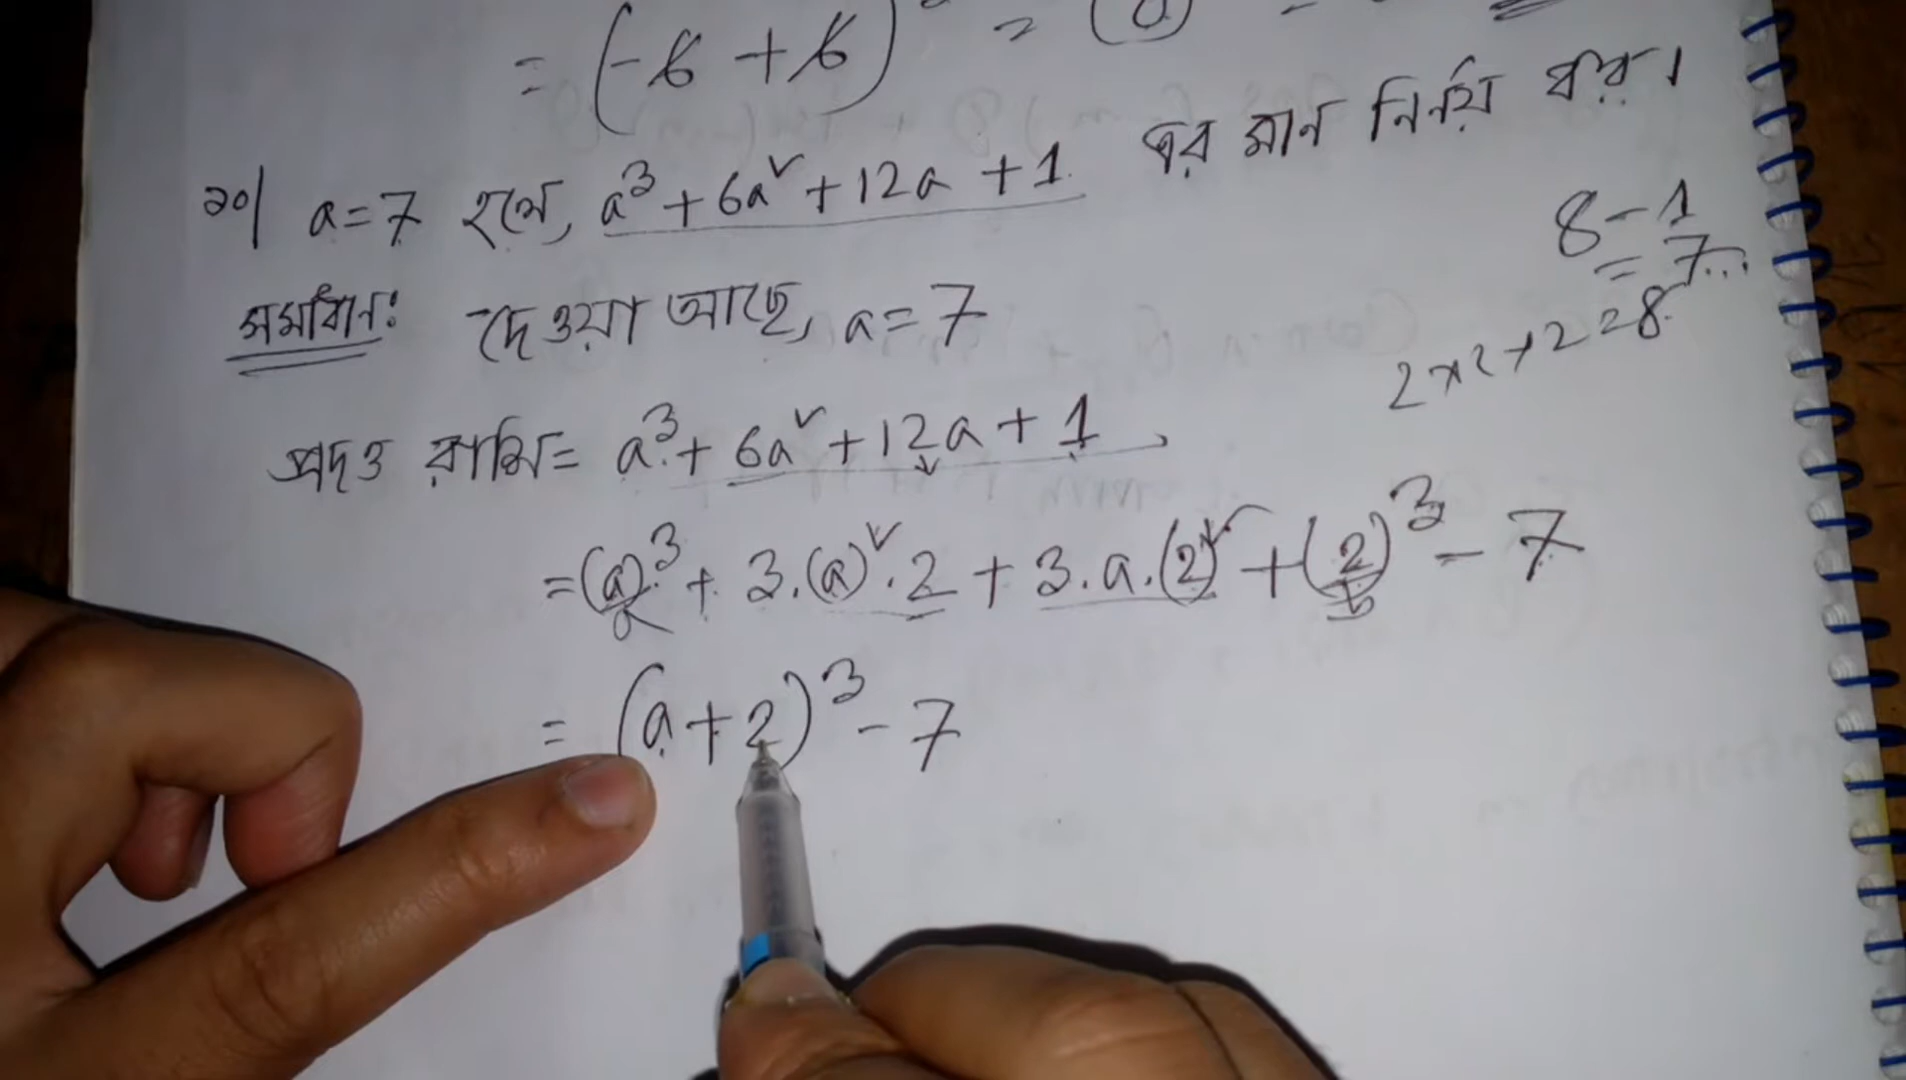 = (-6 + 6)
১০| a=7 হলে, a³ + 6a² + 12a + 1 এর মান নির্ণয় কর।
8 - 1
= 7...
সমাধান: দেওয়া আছে, a = 7
2×2×2=8
প্রদত্ত রাশি = a³ + 6a² + 12a + 1
= (a)³ + 3.(a)².2 + 3.a.(2)² + (2)³ - 7
a b
= (a+2)³ - 7